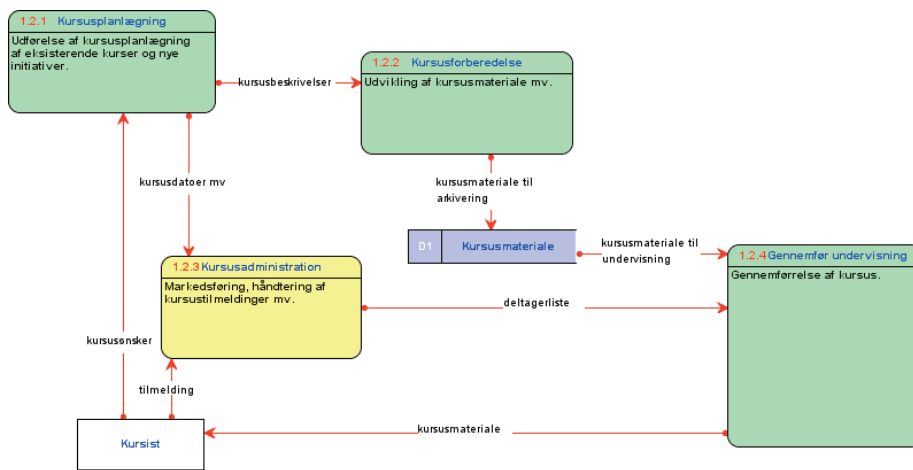 1.2.1 Kursusplanlægning
Udførelse af kursusplanlægning
af eksisterende kurser og nye
initiativer.
1.2.2 Kursusforberedelse
Udvikling af kursusmateriale mv.
kursusbeskrivelser
kursusdatoer mv
kursusmateriale til
arkivering
D1 Kursusmateriale
kursusmateriale til
undervisning
1.2.3 Kursusadministration
Markedsføring, håndtering af
kursustilmeldinger mv.
1.2.4 Gennemfør undervisning
Gennemførrelse af kursus.
deltagerliste
kursusønsker
tilmelding
kursusmateriale
Kursist